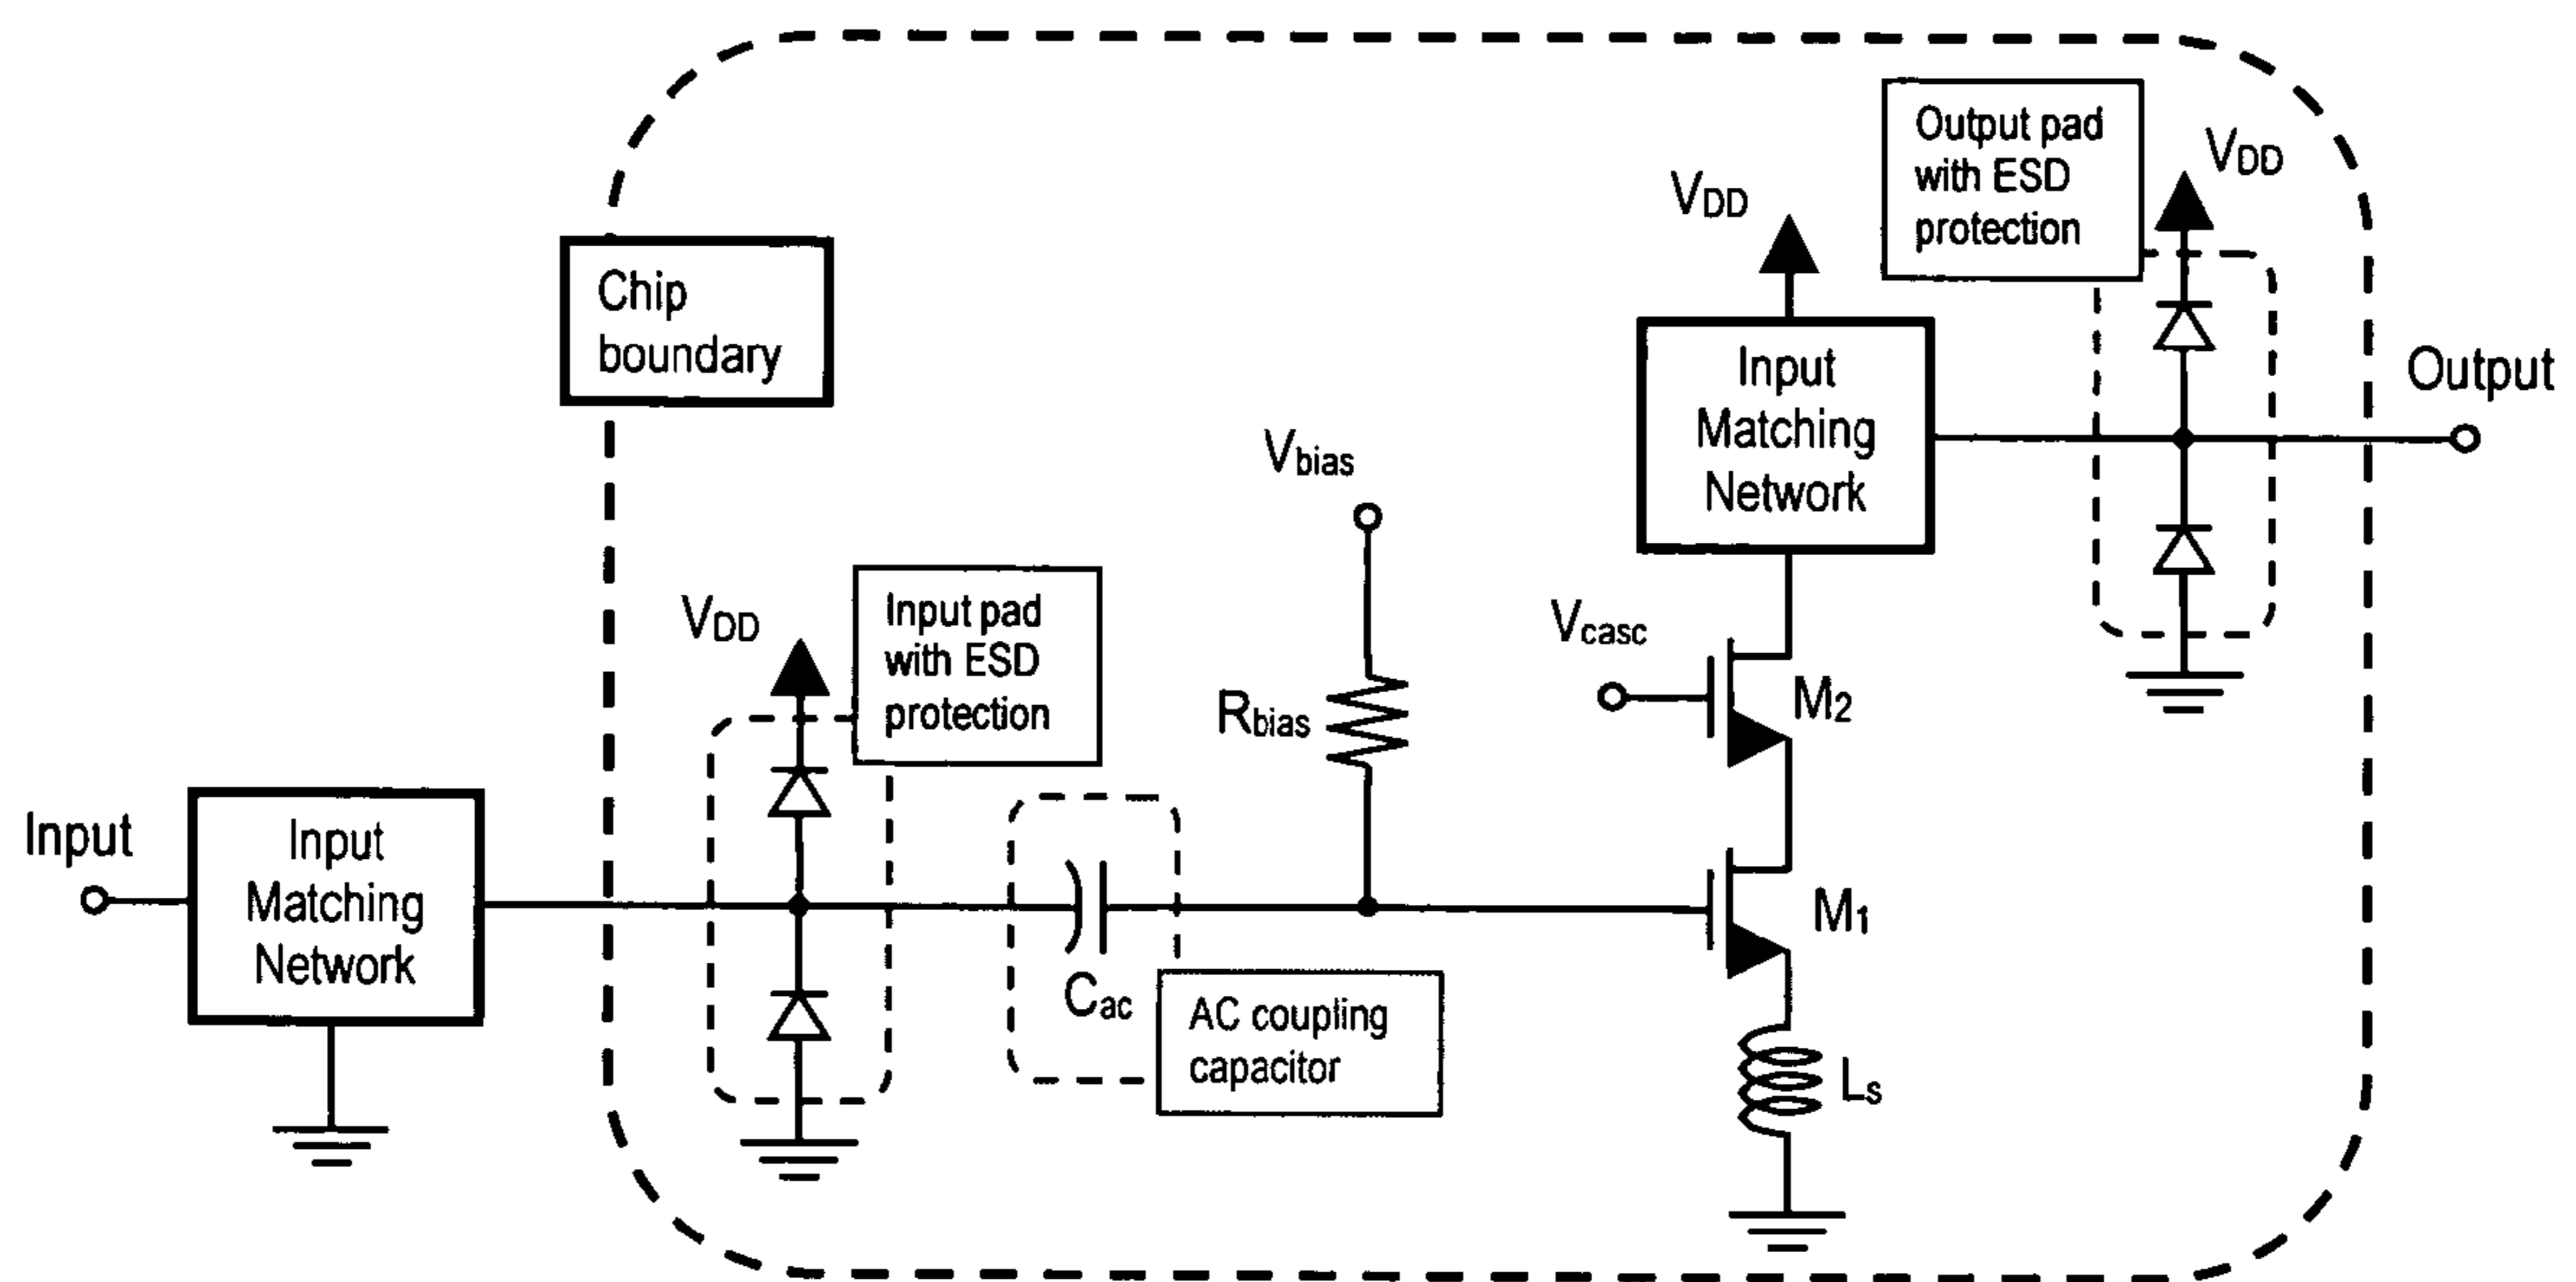 Output pad
with ESD
protection
VDD
VDD
Chip
boundary
Input
Matching
Network
Output
Vbias
Input pad
with ESD
protection
VDD
Vcasc
Rbias
M2
Input
Input
Matching
Network
M1
Cac
AC coupling
capacitor
Ls